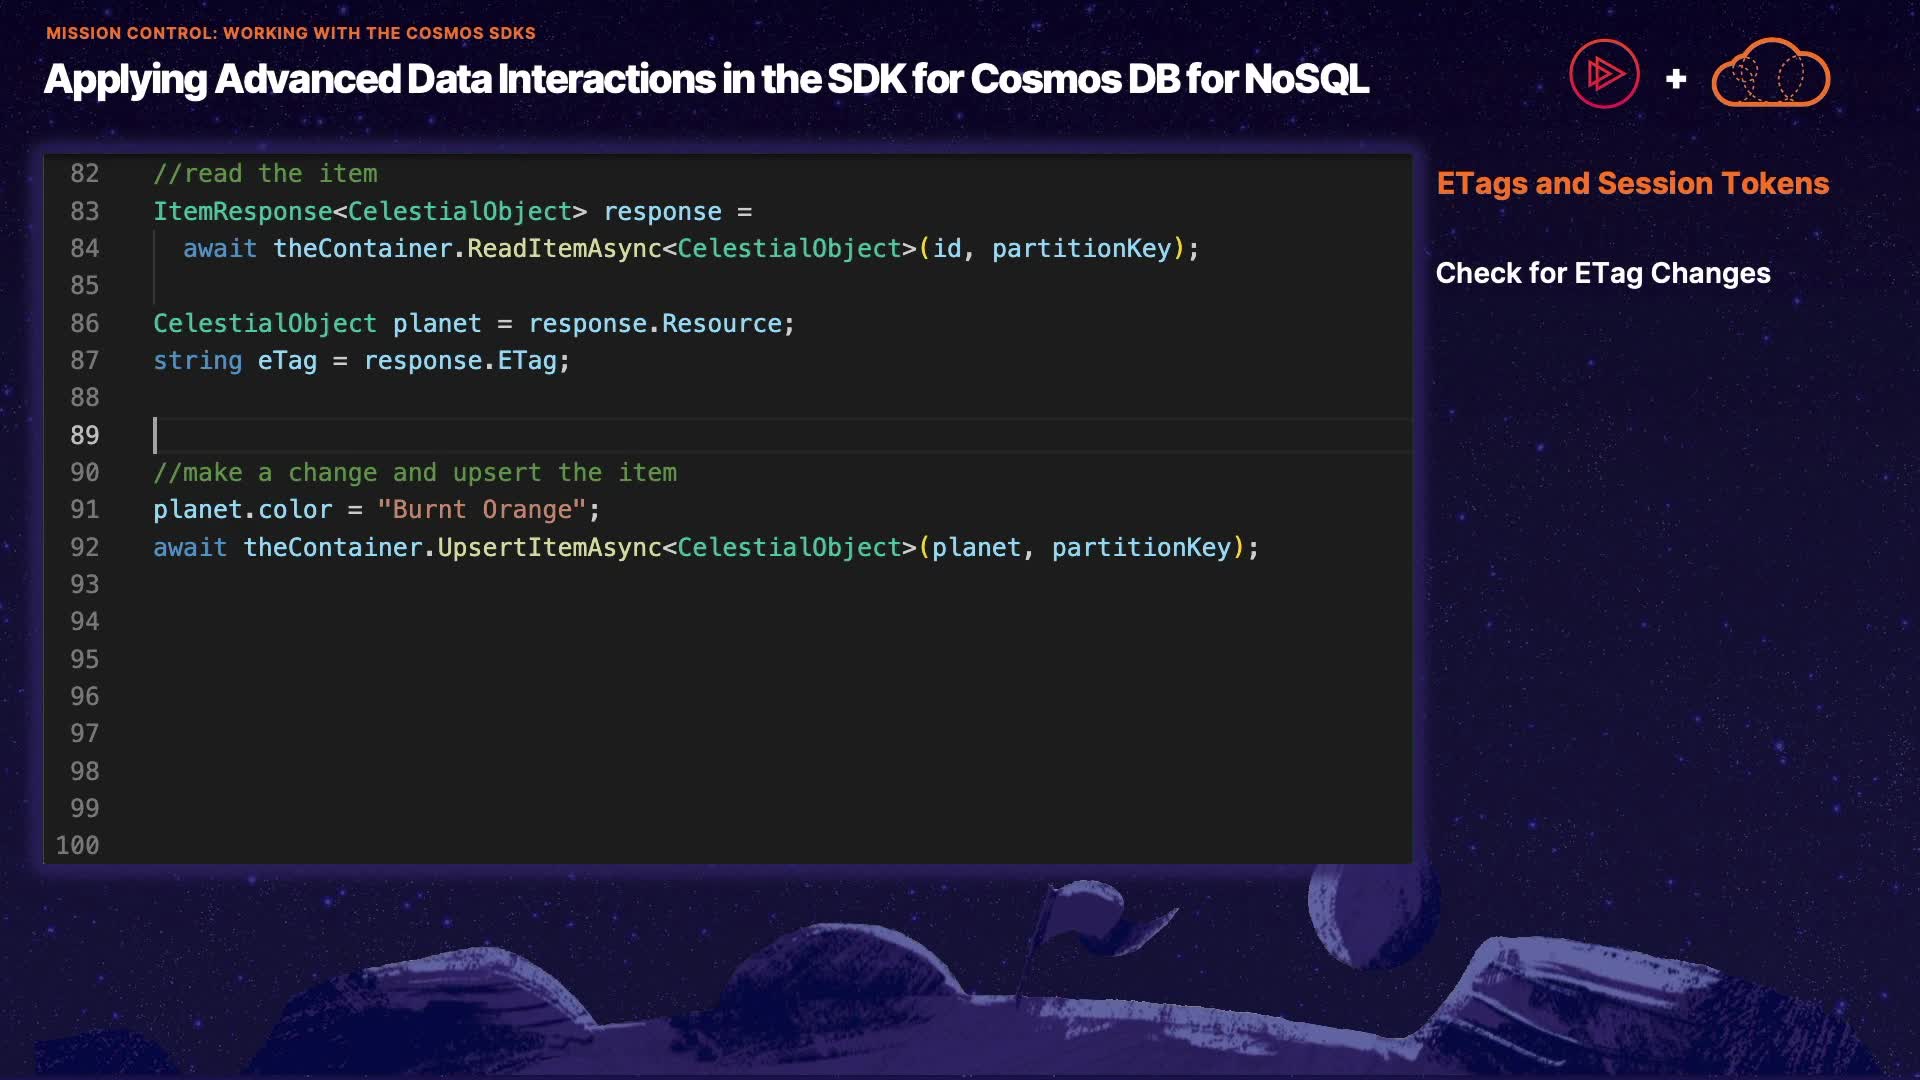 MISSION CONTROL: WORKING WITH THE COSMOS SDKS
Applying Advanced Data Interactions in the SDK for Cosmos DB for NoSQL
+
82 //read the item
83 ItemResponse<CelestialObject> response =
84 await theContainer.ReadItemAsync<CelestialObject>(id, partitionKey);
85
86 CelestialObject planet = response.Resource;
87 string eTag = response.ETag;
88
89
90 //make a change and upsert the item
91 planet.color = "Burnt Orange";
92 await theContainer.UpsertItemAsync<CelestialObject>(planet, partitionKey);
93
94
95
96
97
98
99
100
ETags and Session Tokens
Check for ETag Changes